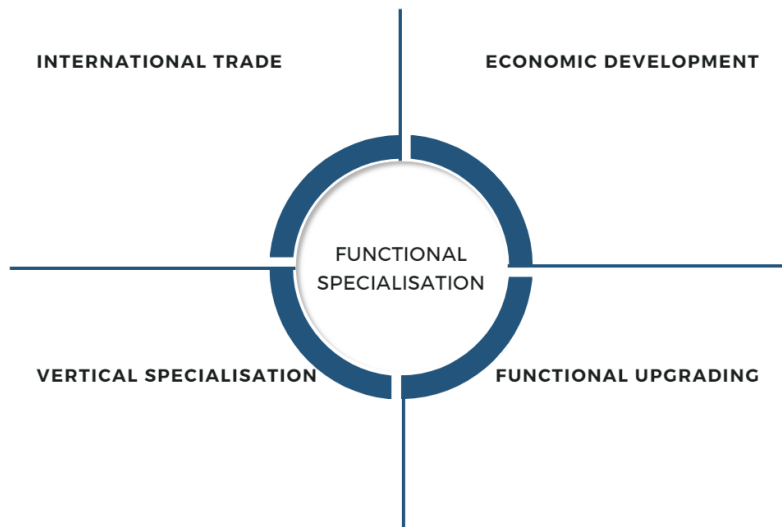 INTERNATIONAL TRADE
ECONOMIC DEVELOPMENT
FUNCTIONAL
SPECIALISATION
VERTICAL SPECIALISATION
FUNCTIONAL UPGRADING